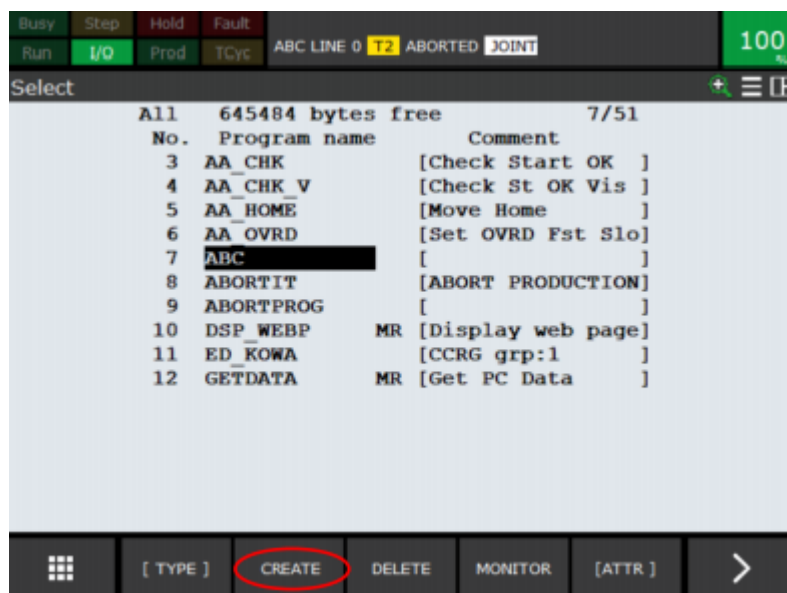 Busy Step Hold Fault
Run I/O Prod TCyc ABC LINE 0 T2 ABORTED JOINT 100
Select
All 645484 bytes free 7/51
No. Program name Comment
3 AA_CHK [Check Start OK ]
4 AA_CHK_V [Check St OK Vis ]
5 AA_HOME [Move Home ]
6 AA_OVRD [Set OVRD Fst Slo]
7 ABC [ ]
8 ABORTIT [ABORT PRODUCTION]
9 ABORTPROG [ ]
10 DSP_WEBP MR [Display web page]
11 ED_KOWA [CCRG grp:1 ]
12 GETDATA MR [Get PC Data ]
[ TYPE ] CREATE DELETE MONITOR [ATTR ]